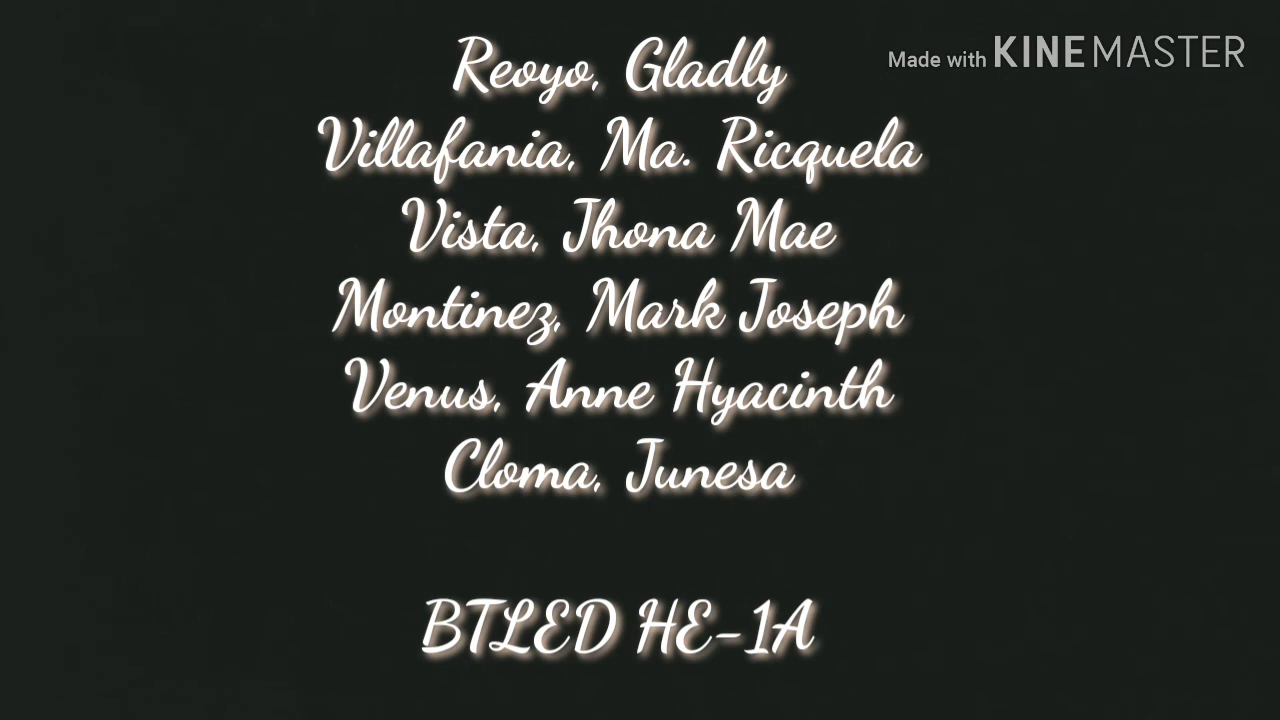 Made with KINEMASTER
Reoyo, Gladly
Villafania, Ma. Ricquela
Vista, Jhona Mae
Montinez, Mark Joseph
Venus, Anne Hyacinth
Cloma, Junesa
BTLED HE-1A